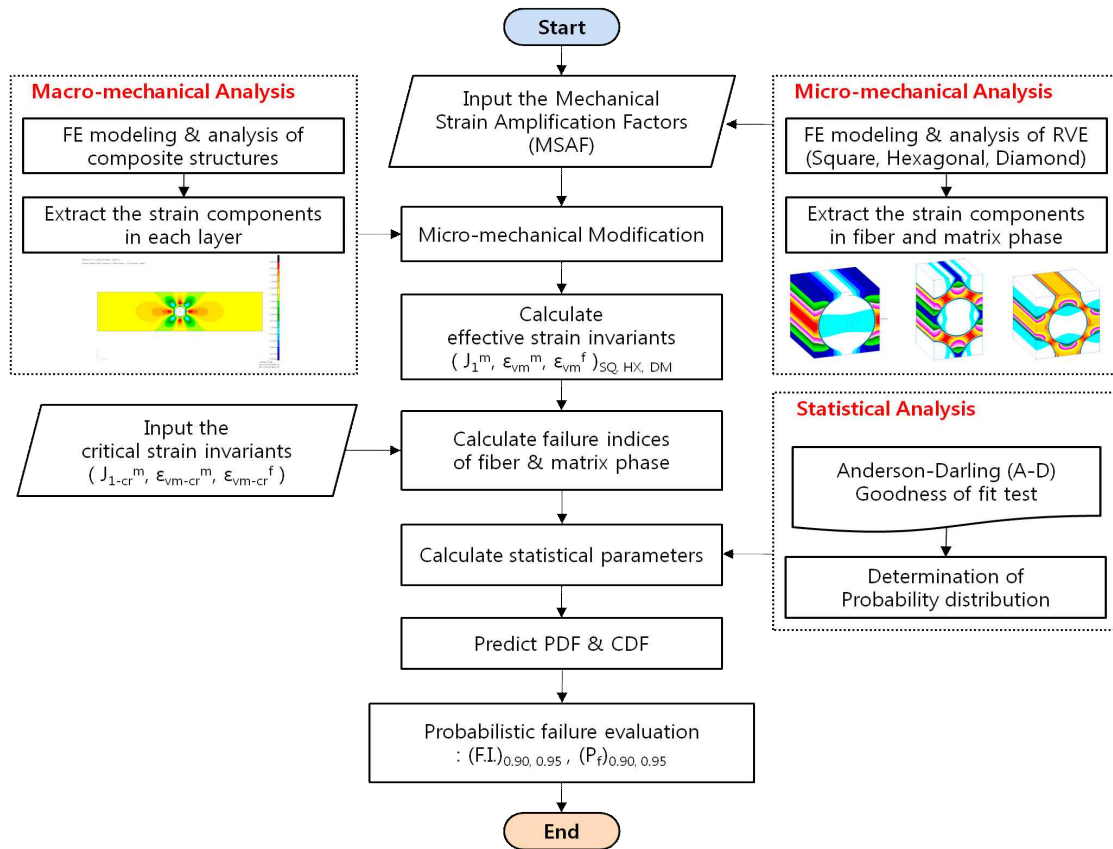 Start
Macro-mechanical Analysis
FE modeling & analysis of
composite structures
Extract the strain components
in each layer
Input the Mechanical
Strain Amplification Factors
(MSAF)
Micro-mechanical Analysis
FE modeling & analysis of RVE
(Square, Hexagonal, Diamond)
Extract the strain components
in fiber and matrix phase
Micro-mechanical Modification
Calculate
effective strain invariants
( J₁ᵐ, εᵥₘᵐ, εᵥₘᶠ )SQ, HX, DM
Input the
critical strain invariants
( J1-crᵐ, εvm-crᵐ, εvm-crᶠ )
Calculate failure indices
of fiber & matrix phase
Statistical Analysis
Anderson-Darling (A-D)
Goodness of fit test
Determination of
Probability distribution
Calculate statistical parameters
Predict PDF & CDF
Probabilistic failure evaluation
: (F.I.)0.90, 0.95 , (Pf)0.90, 0.95
End